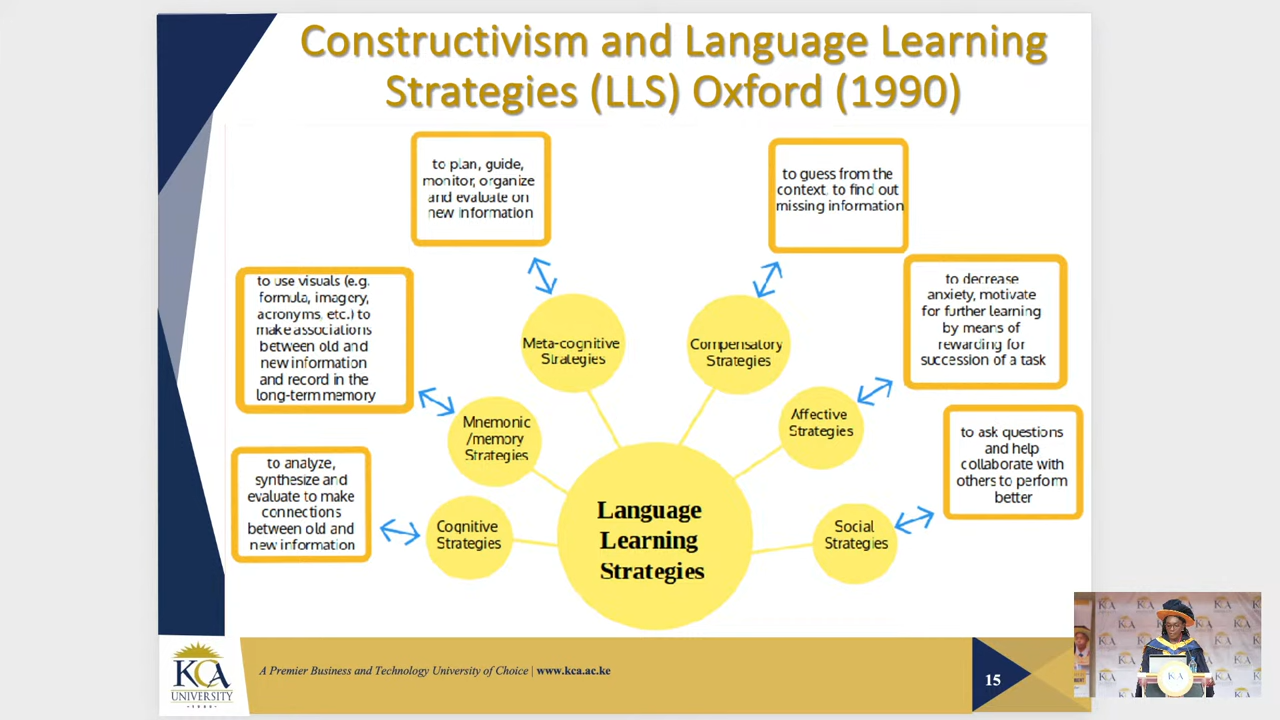 Constructivism and Language Learning
Strategies (LLS) Oxford (1990)
to plan, guide,
monitor, organize
and evaluate on
new information
to guess from the
context, to find out
missing information
to use visuals (e.g.
formula, imagery,
acronyms, etc.) to
make associations
between old and
new information
and record in the
long-term memory
to decrease
anxiety, motivate
for further learning
by means of
rewarding for
succession of a task
Meta-cognitive
Strategies
Compensatory
Strategies
Mnemonic
/memory
Strategies
Affective
Strategies
to analyze,
synthesize and
evaluate to make
connections
between old and
new information
to ask questions
and help
collaborate with
others to perform
better
Cognitive
Strategies
Language
Learning
Strategies
Social
Strategies
KCA
UNIVERSITY
A Premier Business and Technology University of Choice | www.kca.ac.ke
15